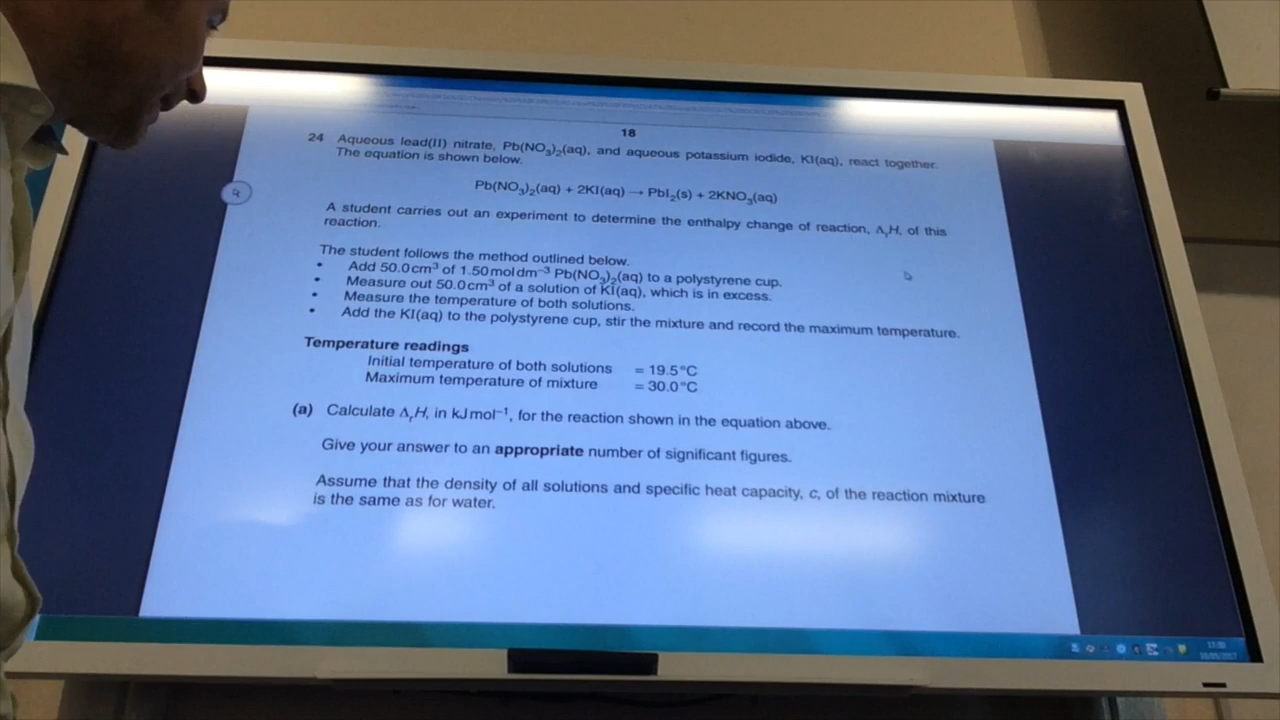 18
24 Aqueous lead(II) nitrate, Pb(NO₃)₂(aq), and aqueous potassium iodide, KI(aq), react together.
The equation is shown below.
Pb(NO₃)₂(aq) + 2KI(aq) → PbI₂(s) + 2KNO₃(aq)
A student carries out an experiment to determine the enthalpy change of reaction, ΔᵣH, of this
reaction.
The student follows the method outlined below.
• Add 50.0 cm³ of 1.50 mol dm⁻³ Pb(NO₃)₂(aq) to a polystyrene cup.
• Measure out 50.0 cm³ of a solution of KI(aq), which is in excess.
• Measure the temperature of both solutions.
• Add the KI(aq) to the polystyrene cup, stir the mixture and record the maximum temperature.
Temperature readings
Initial temperature of both solutions = 19.5 °C
Maximum temperature of mixture = 30.0 °C
(a) Calculate ΔᵣH, in kJ mol⁻¹, for the reaction shown in the equation above.
Give your answer to an appropriate number of significant figures.
Assume that the density of all solutions and specific heat capacity, c, of the reaction mixture
is the same as for water.